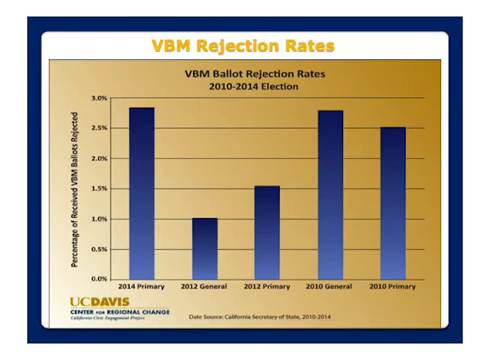 VBM Rejection Rates
VBM Ballot Rejection Rates
2010-2014 Election
Percentage of Received VBM Ballots Rejected
3.0%
2.5%
2.0%
1.5%
1.0%
0.5%
0.0%
2014 Primary 2012 General 2012 Primary 2010 General 2010 Primary
UCDAVIS
CENTER FOR REGIONAL CHANGE
California Civic Engagement Project
Date Source: California Secretary of State, 2010-2014